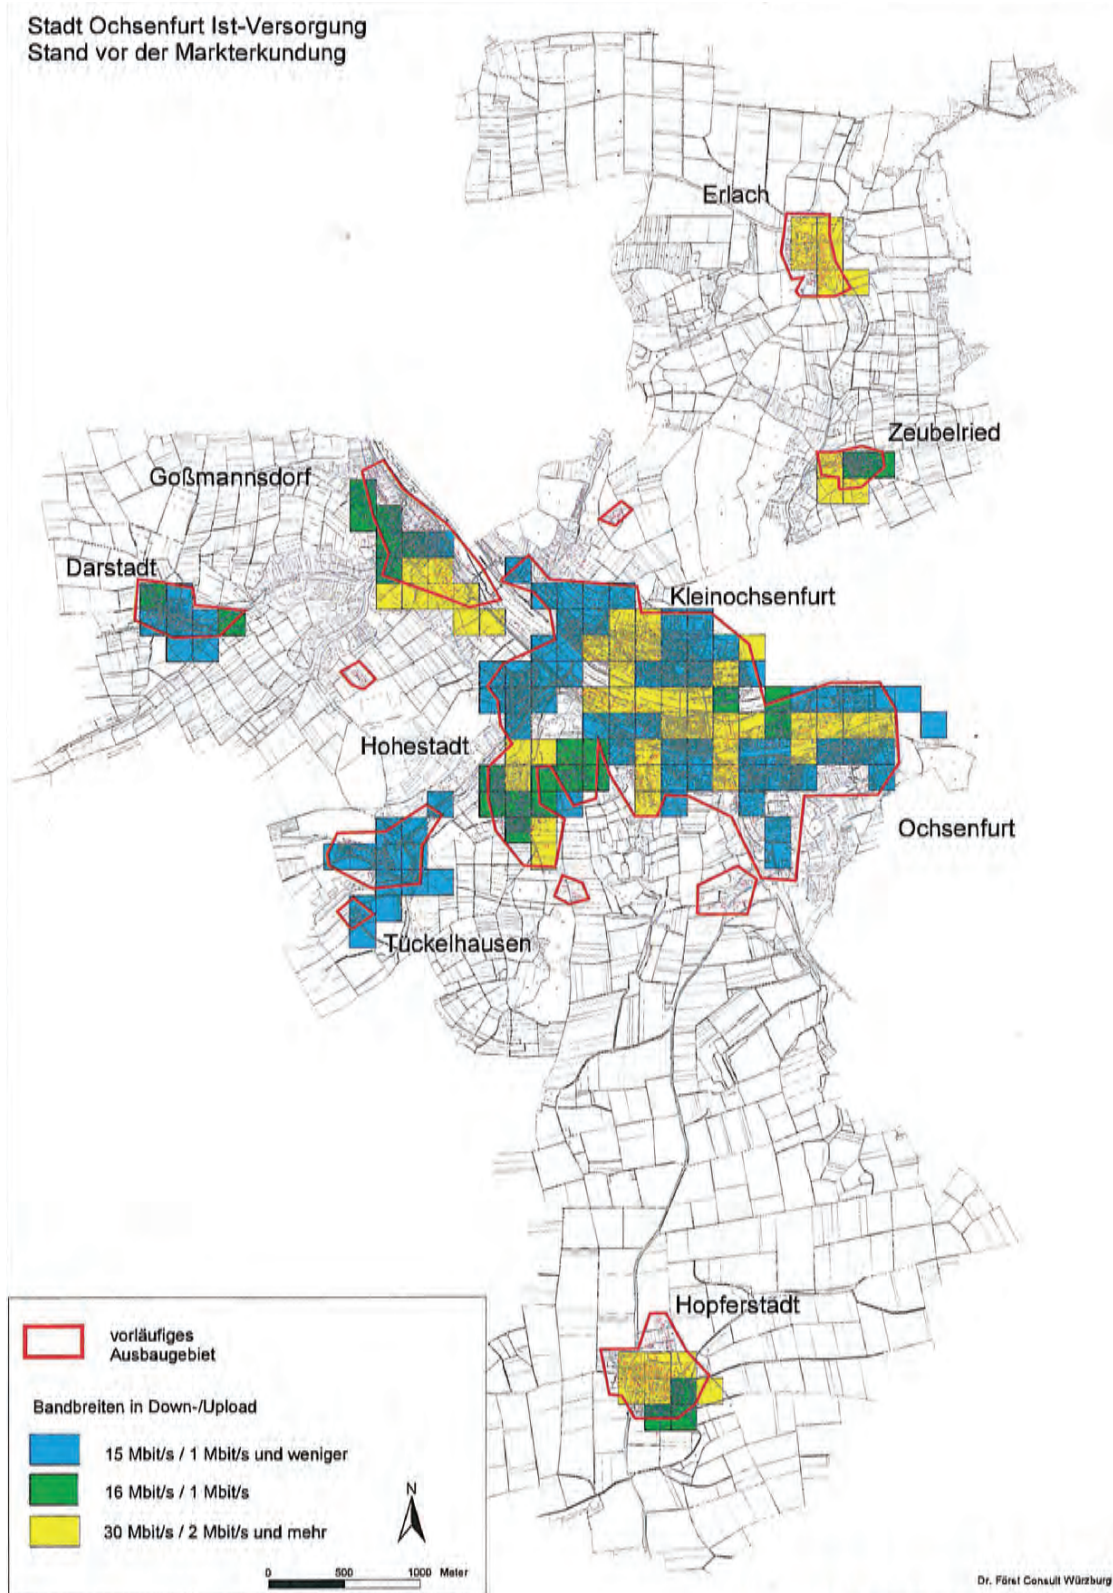 Stadt Ochsenfurt Ist-Versorgung
Stand vor der Markterkundung
Erlach
Zeubelried
Goßmannsdorf
Darstadt
Kleinochsenfurt
Hohestadt
Ochsenfurt
Tückelhausen
Hopferstadt
vorläufiges
Ausbaugebiet
Bandbreiten in Down-/Upload
15 Mbit/s / 1 Mbit/s und weniger
16 Mbit/s / 1 Mbit/s
30 Mbit/s / 2 Mbit/s und mehr
N
0 500 1000 Meter
Dr. Först Consult Würzburg